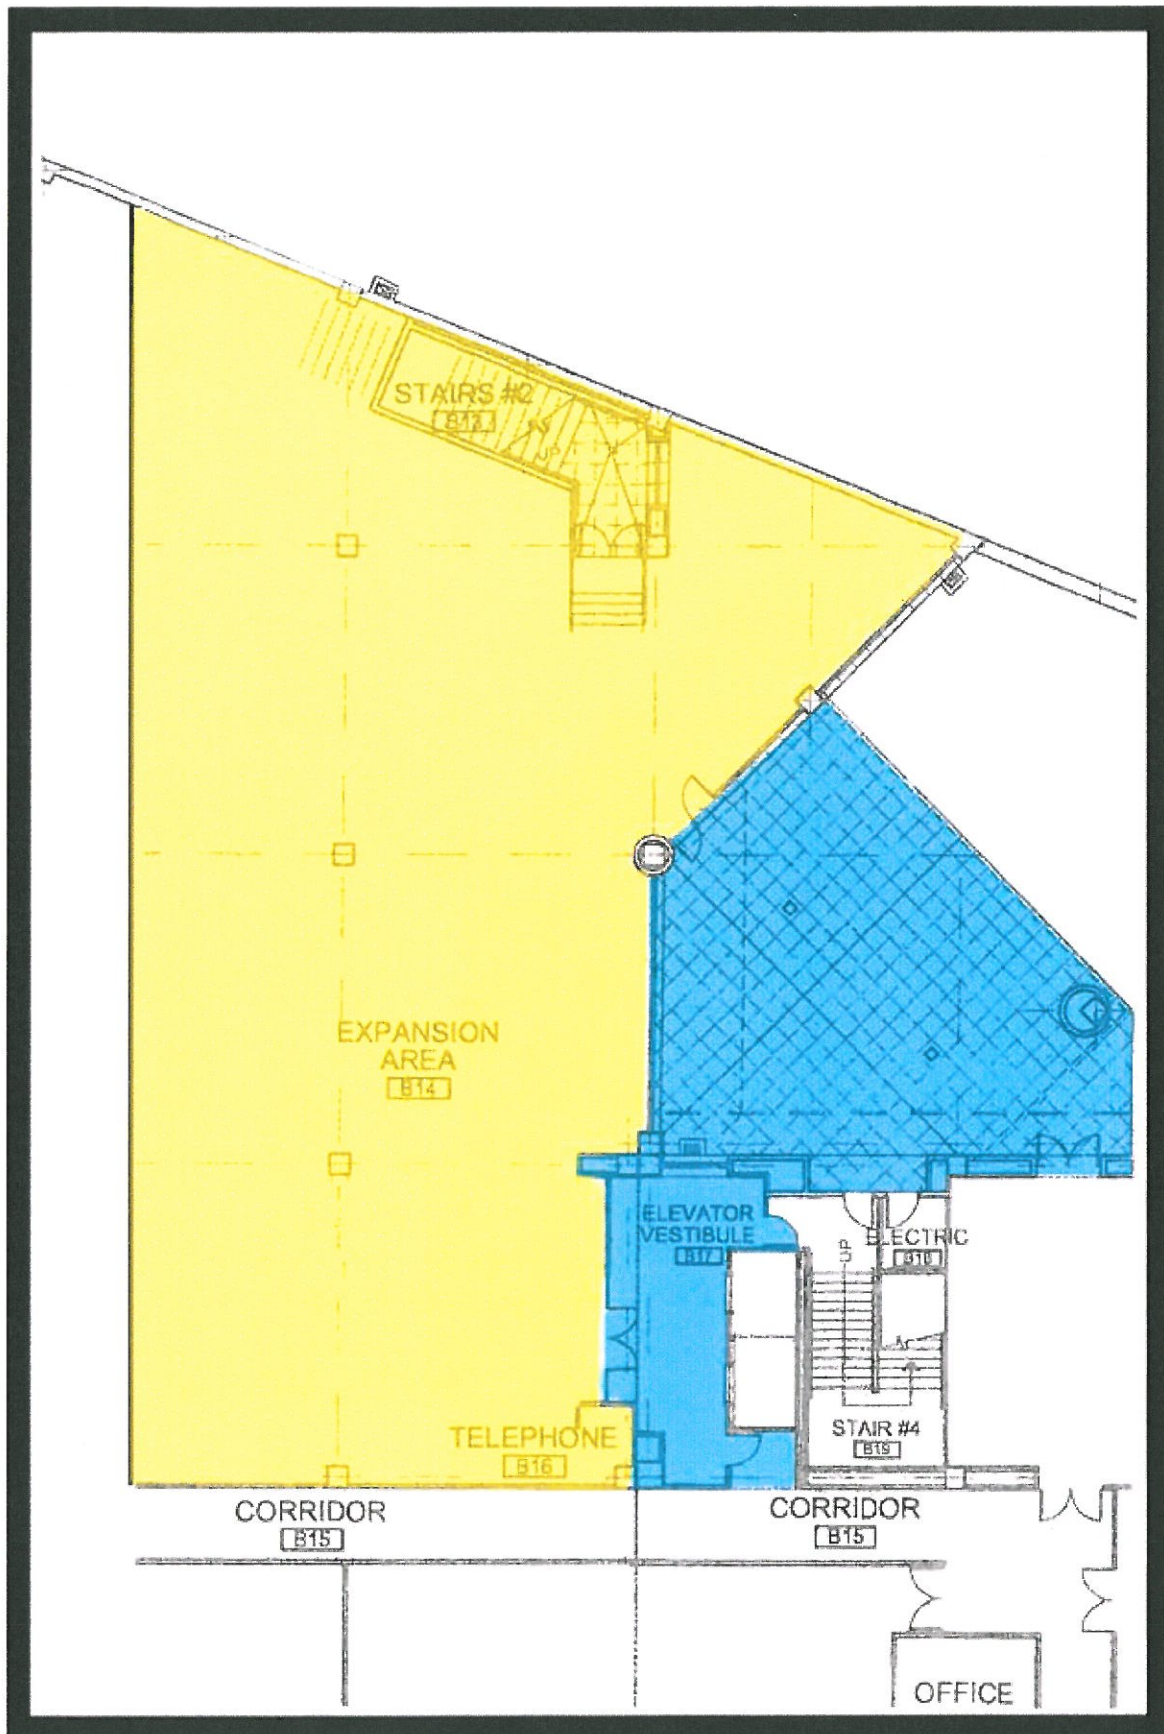 STAIRS #2
B13
UP
EXPANSION
AREA
B14
ELEVATOR
VESTIBULE
B17
ELECTRIC
B18
UP
STAIR #4
B19
TELEPHONE
B16
CORRIDOR
B15
CORRIDOR
B15
OFFICE